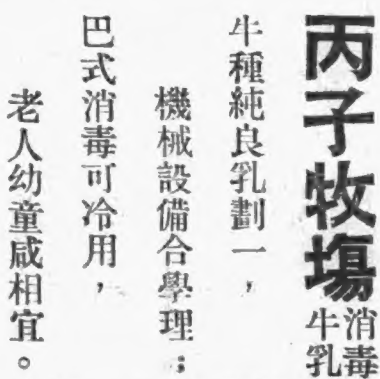 丙子牧場
消毒
牛乳
牛種純良乳劃一，
機械設備合學理；
巴式消毒可冷用，
老人幼童咸相宜。